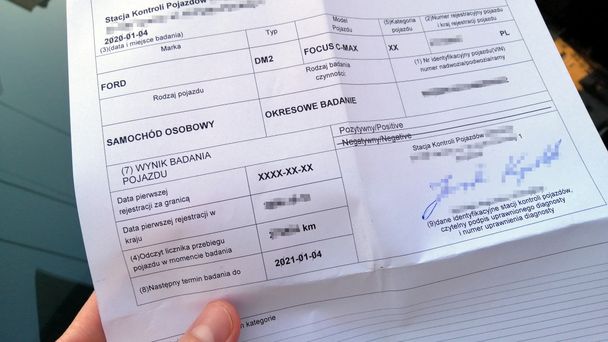 Stacja Kontroli Pojazdów
2020-01-04
(3)(data i miejsce badania)
Marka
Typ
Model
Pojazdu
(5)Kategoria
pojazdu
(2)Numer rejestracyjny pojazdu
i kraj rejestracji pojazdu
FORD
DM2
FOCUS C-MAX
XX
PL
Rodzaj pojazdu
Rodzaj badania
czynności:
(1) Nr identyfikacyjny pojazdu(VIN)
numer nadwozia/podwozia/ramy
SAMOCHÓD OSOBOWY
OKRESOWE BADANIE
(7) WYNIK BADANIA
POJAZDU
Pozytywny/Positive
Negatywny/Negative
Data pierwszej
rejestracji za granicą
XXXX-XX-XX
Stacja Kontroli Pojazdów
1
Data pierwszej rejestracji w
kraju
(4)Odczyt licznika przebiegu
pojazdu w momencie badania
km
(8)Następny termin badania do
2021-01-04
(9)dane identyfikacyjne stacji kontroli pojazdów,
czytelny podpis uprawnionego diagnosty
i numer uprawnienia diagnosty
m kategorie